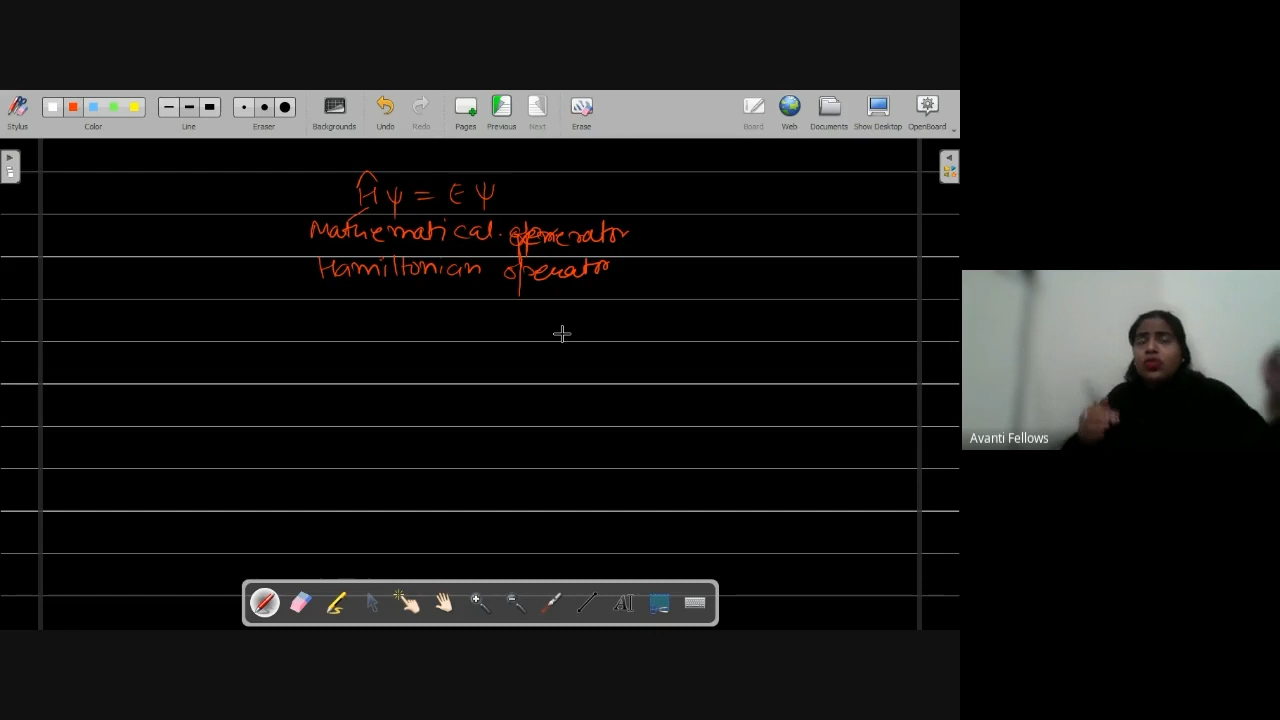 Stylus
Color
Line
Eraser
Backgrounds
Undo
Redo
Pages
Previous
Next
Erase
Board
Web
Documents
Show Desktop
OpenBoard
Ĥψ = Eψ
Mathematical operator
Hamiltonian operator
Avanti Fellows
AI